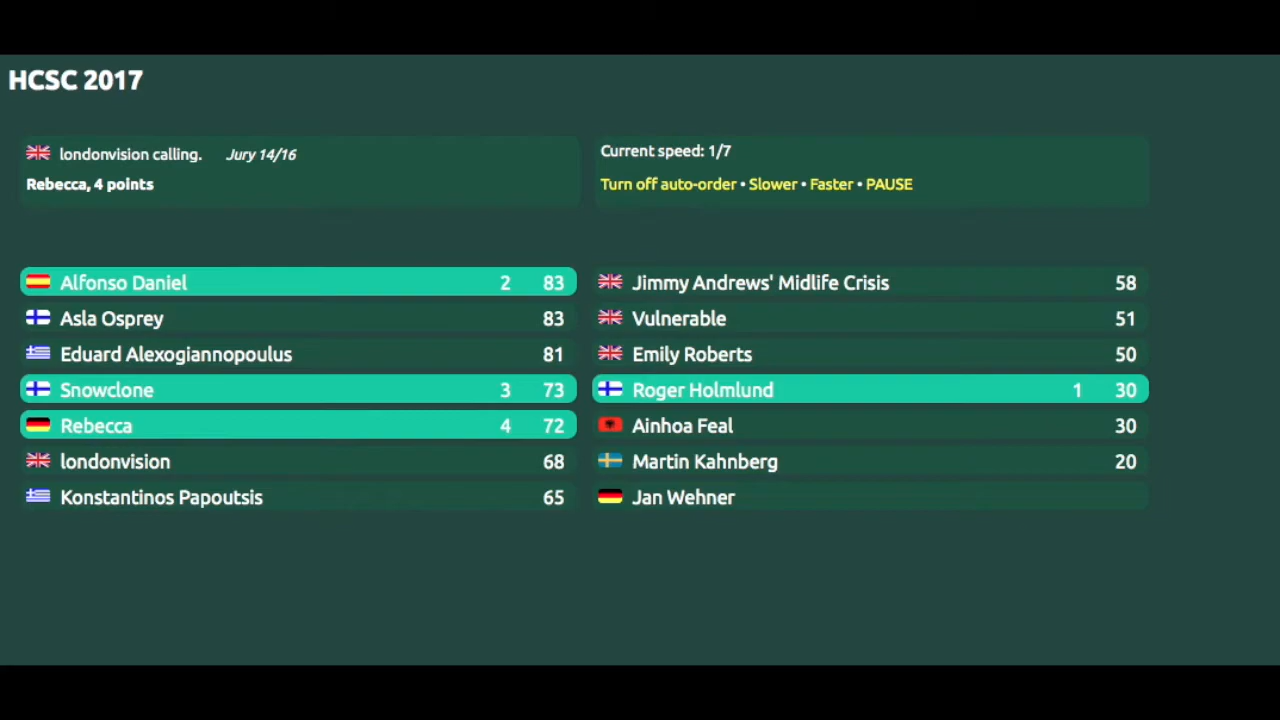 HCSC 2017
londonvision calling. Jury 14/16
Rebecca, 4 points
Current speed: 1/7
Turn off auto-order • Slower • Faster • PAUSE
Alfonso Daniel 2 83
Asla Osprey 83
Eduard Alexogiannopoulus 81
Snowclone 3 73
Rebecca 4 72
londonvision 68
Konstantinos Papoutsis 65
Jimmy Andrews' Midlife Crisis 58
Vulnerable 51
Emily Roberts 50
Roger Holmlund 1 30
Ainhoa Feal 30
Martin Kahnberg 20
Jan Wehner